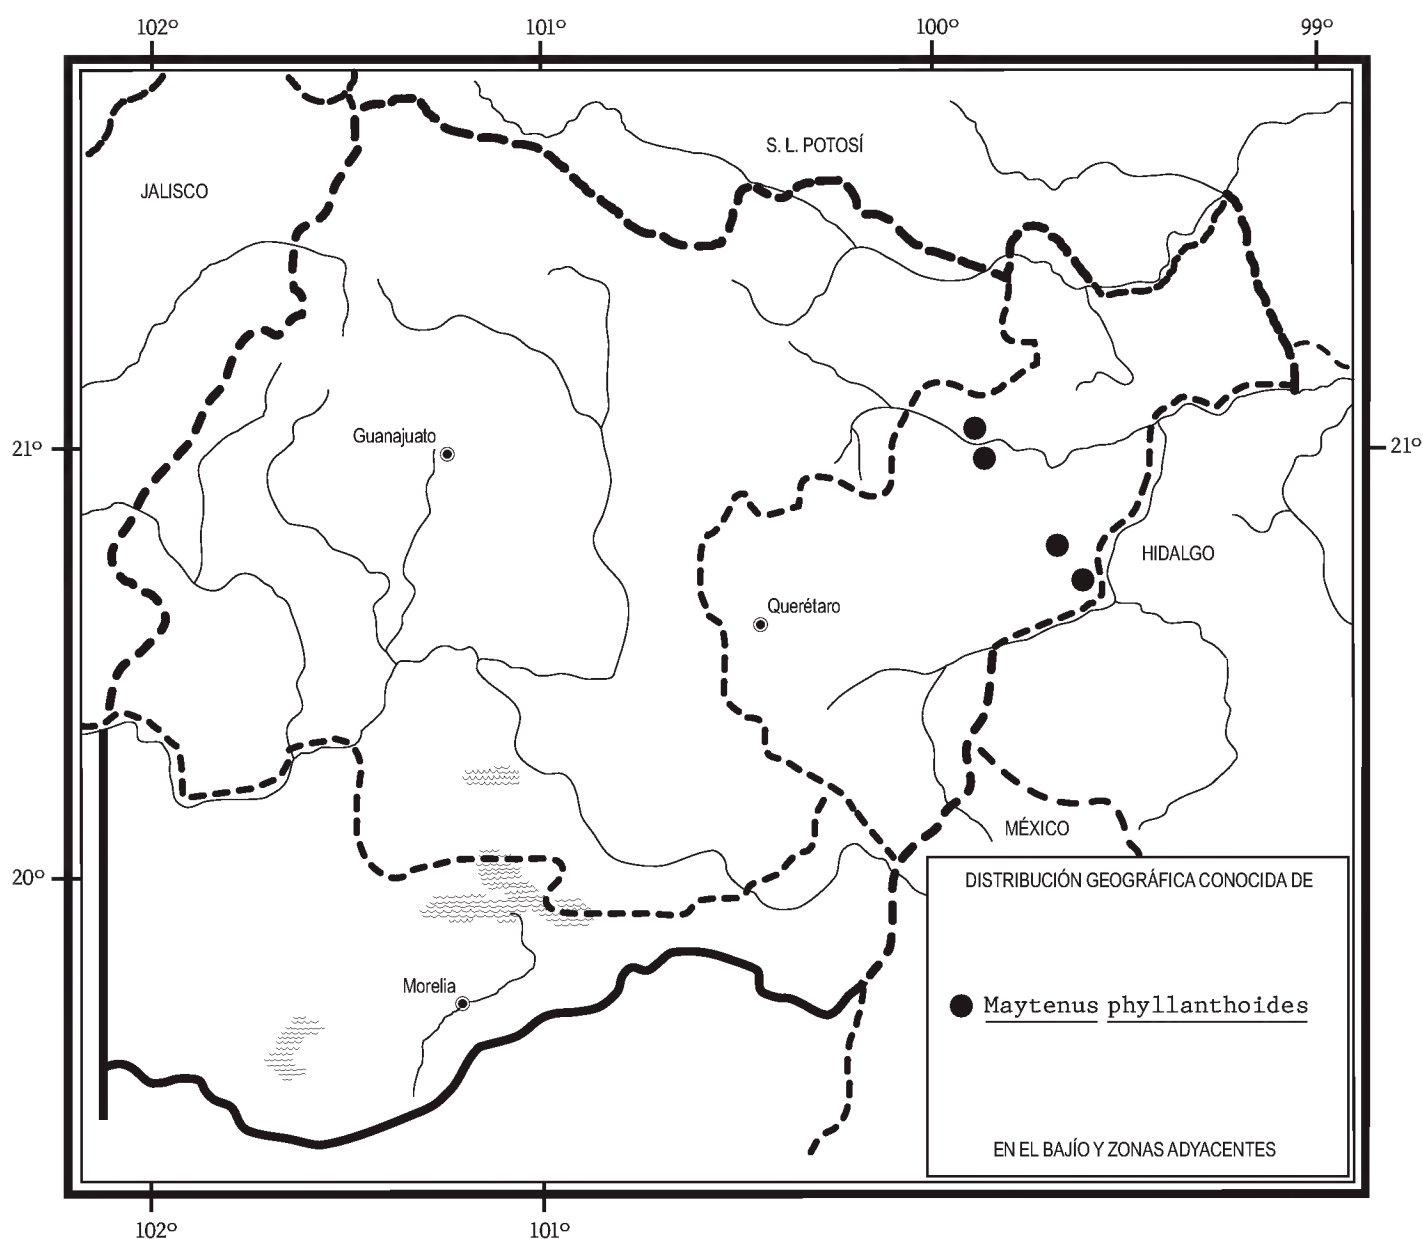 102º 101º 100º 99º
S. L. POTOSÍ
JALISCO
Guanajuato
21º 21º
HIDALGO
Querétaro
MÉXICO
20º
DISTRIBUCIÓN GEOGRÁFICA CONOCIDA DE
Morelia
Maytenus phyllanthoides
EN EL BAJÍO Y ZONAS ADYACENTES
102º 101º